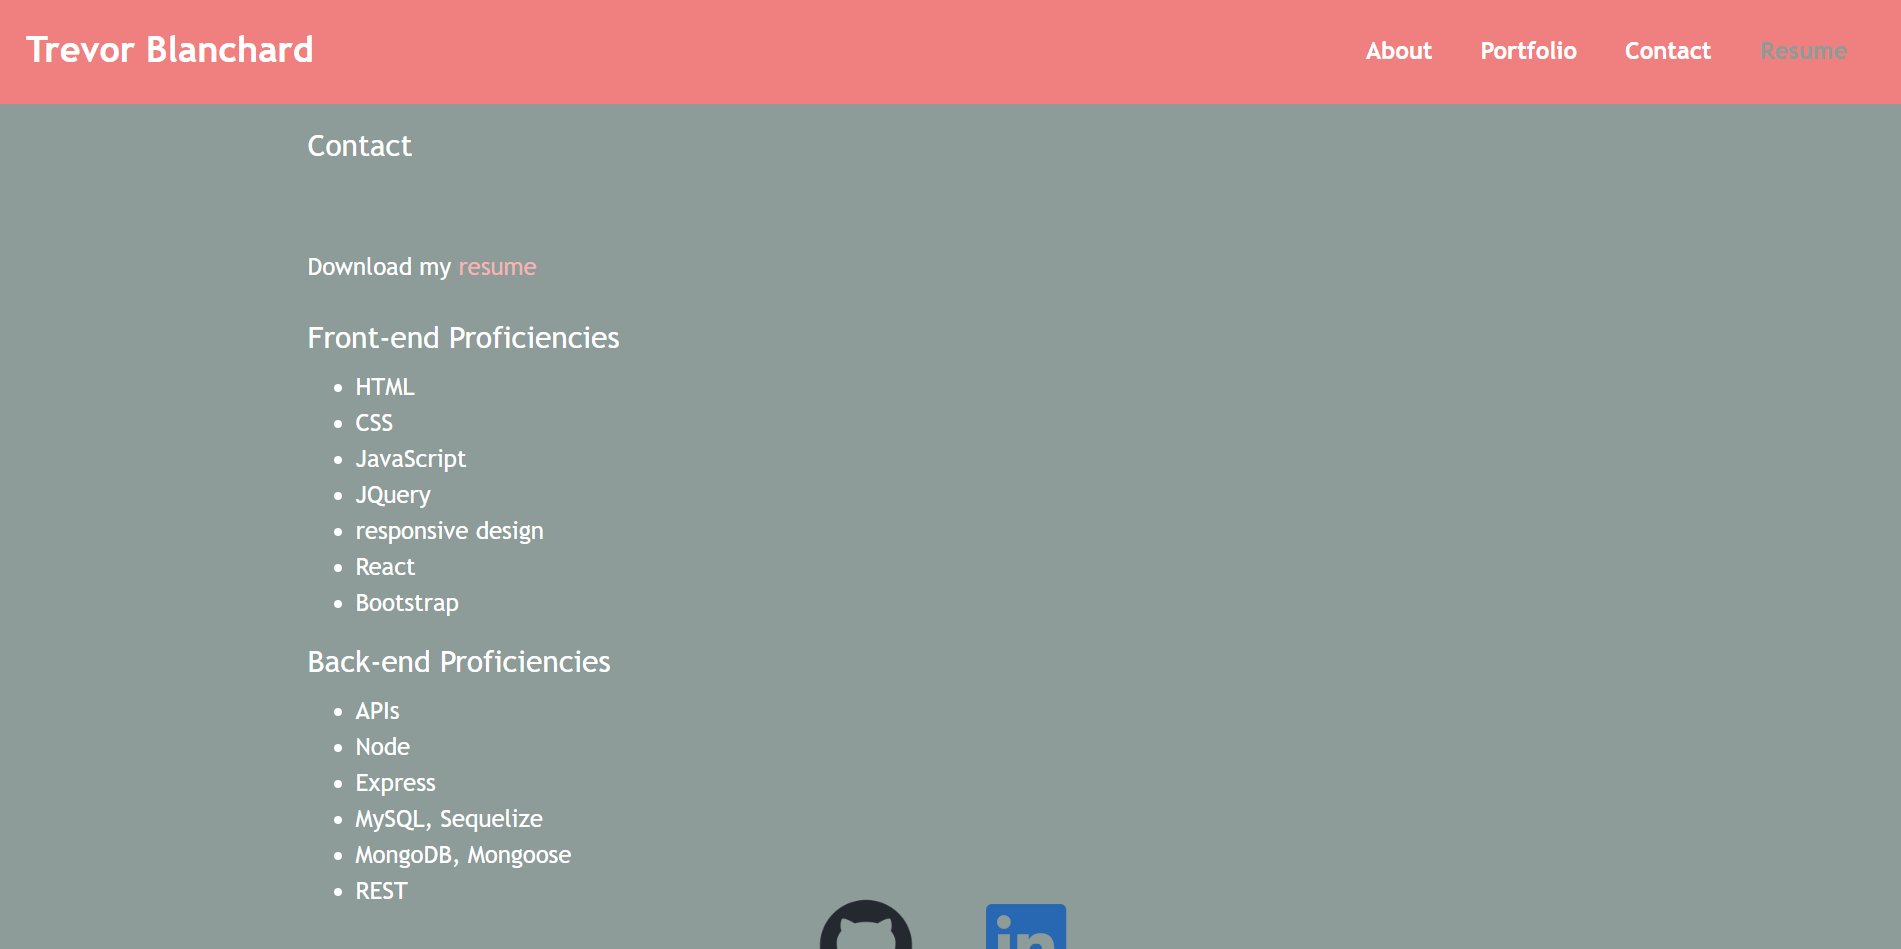 Trevor Blanchard
About Portfolio Contact Resume
Contact
Download my resume
Front-end Proficiencies
HTML
CSS
JavaScript
JQuery
responsive design
React
Bootstrap
Back-end Proficiencies
APIs
Node
Express
MySQL, Sequelize
MongoDB, Mongoose
REST
in